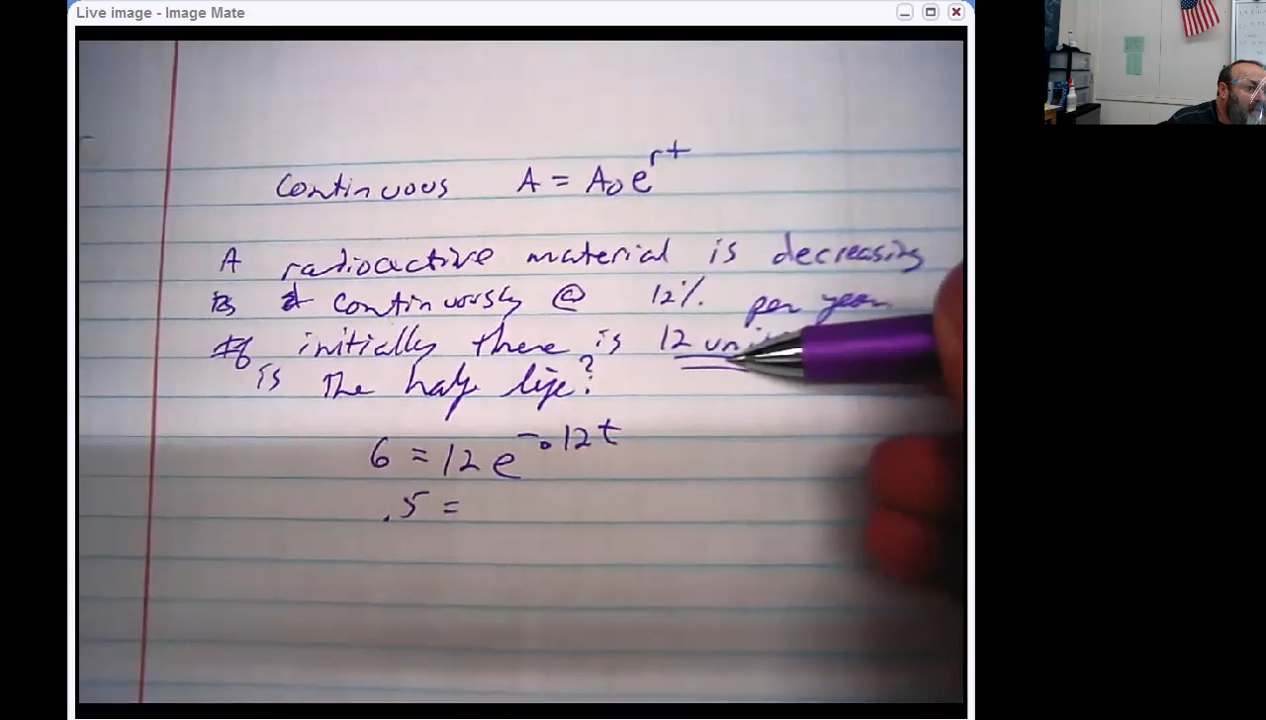 Live image - Image Mate
Continuous A = A₀e^rt
A radioactive material is decreasing
continuously @ 12% per year
If initially there is 12
is the half life?
6 = 12e^-.12t
.5 =